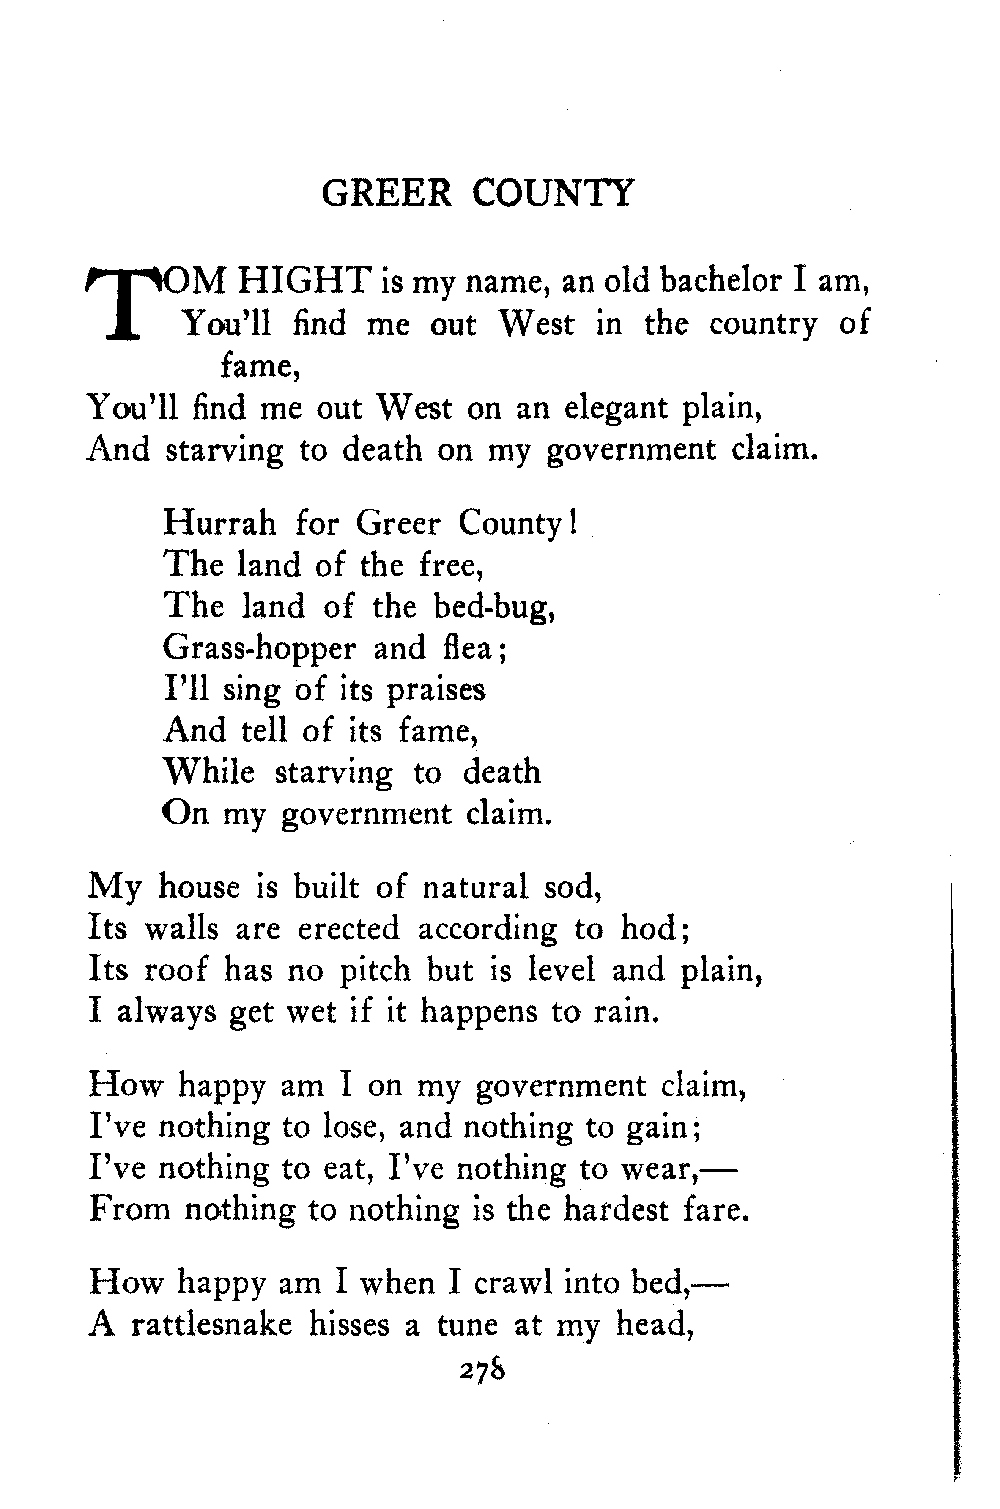 GREER COUNTY
TOM HIGHT is my name, an old bachelor I am,
You'll find me out West in the country of
fame,
You'll find me out West on an elegant plain,
And starving to death on my government claim.
Hurrah for Greer County!
The land of the free,
The land of the bed-bug,
Grass-hopper and flea;
I'll sing of its praises
And tell of its fame,
While starving to death
On my government claim.
My house is built of natural sod,
Its walls are erected according to hod;
Its roof has no pitch but is level and plain,
I always get wet if it happens to rain.
How happy am I on my government claim,
I've nothing to lose, and nothing to gain;
I've nothing to eat, I've nothing to wear,—
From nothing to nothing is the hardest fare.
How happy am I when I crawl into bed,—
A rattlesnake hisses a tune at my head,
278